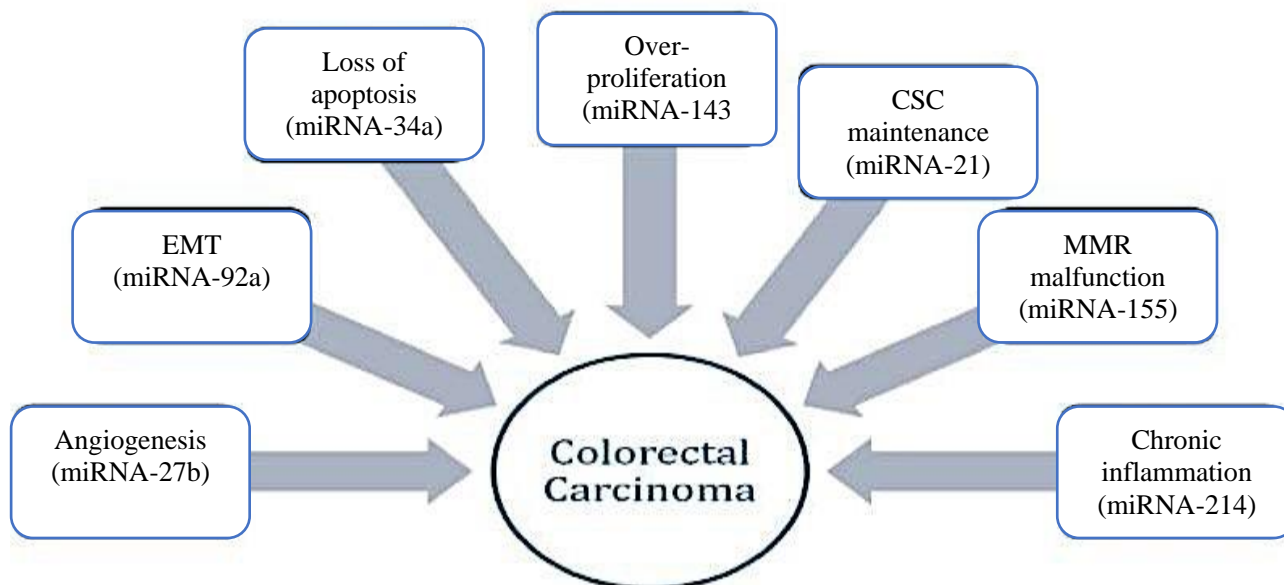 Loss of
apoptosis
(miRNA-34a)
Over-
proliferation
(miRNA-143
CSC
maintenance
(miRNA-21)
EMT
(miRNA-92a)
MMR
malfunction
(miRNA-155)
Angiogenesis
(miRNA-27b)
Chronic
inflammation
(miRNA-214)
Colorectal
Carcinoma